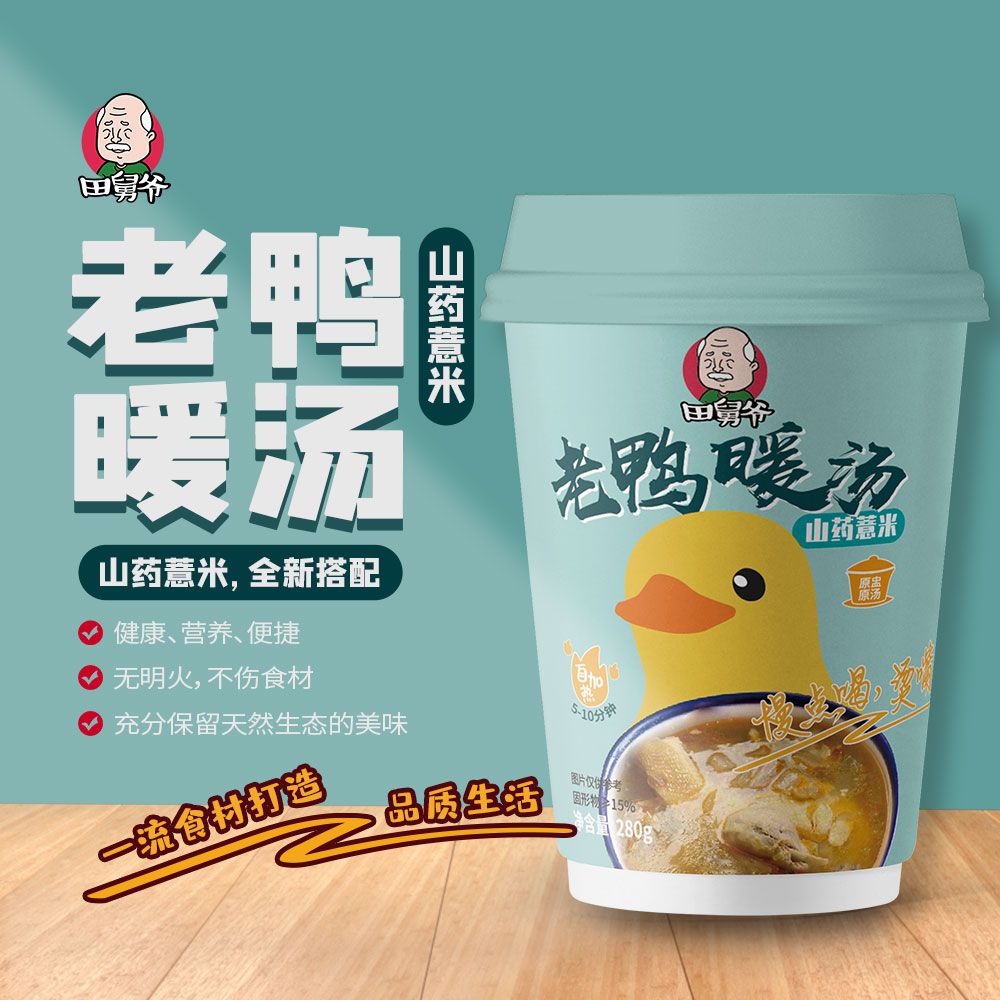 田舅爷
老鸭
暖汤
山药薏米
山药薏米, 全新搭配
健康、营养、便捷
无明火, 不伤食材
充分保留天然生态的美味
一流食材打造
品质生活
田舅爷
老鸭暖汤
山药薏米
原盅
原汤
自加
热
5-10分钟
慢点喝, 烫嘴
图片仅供参考
固形物≥15%
净含量280g